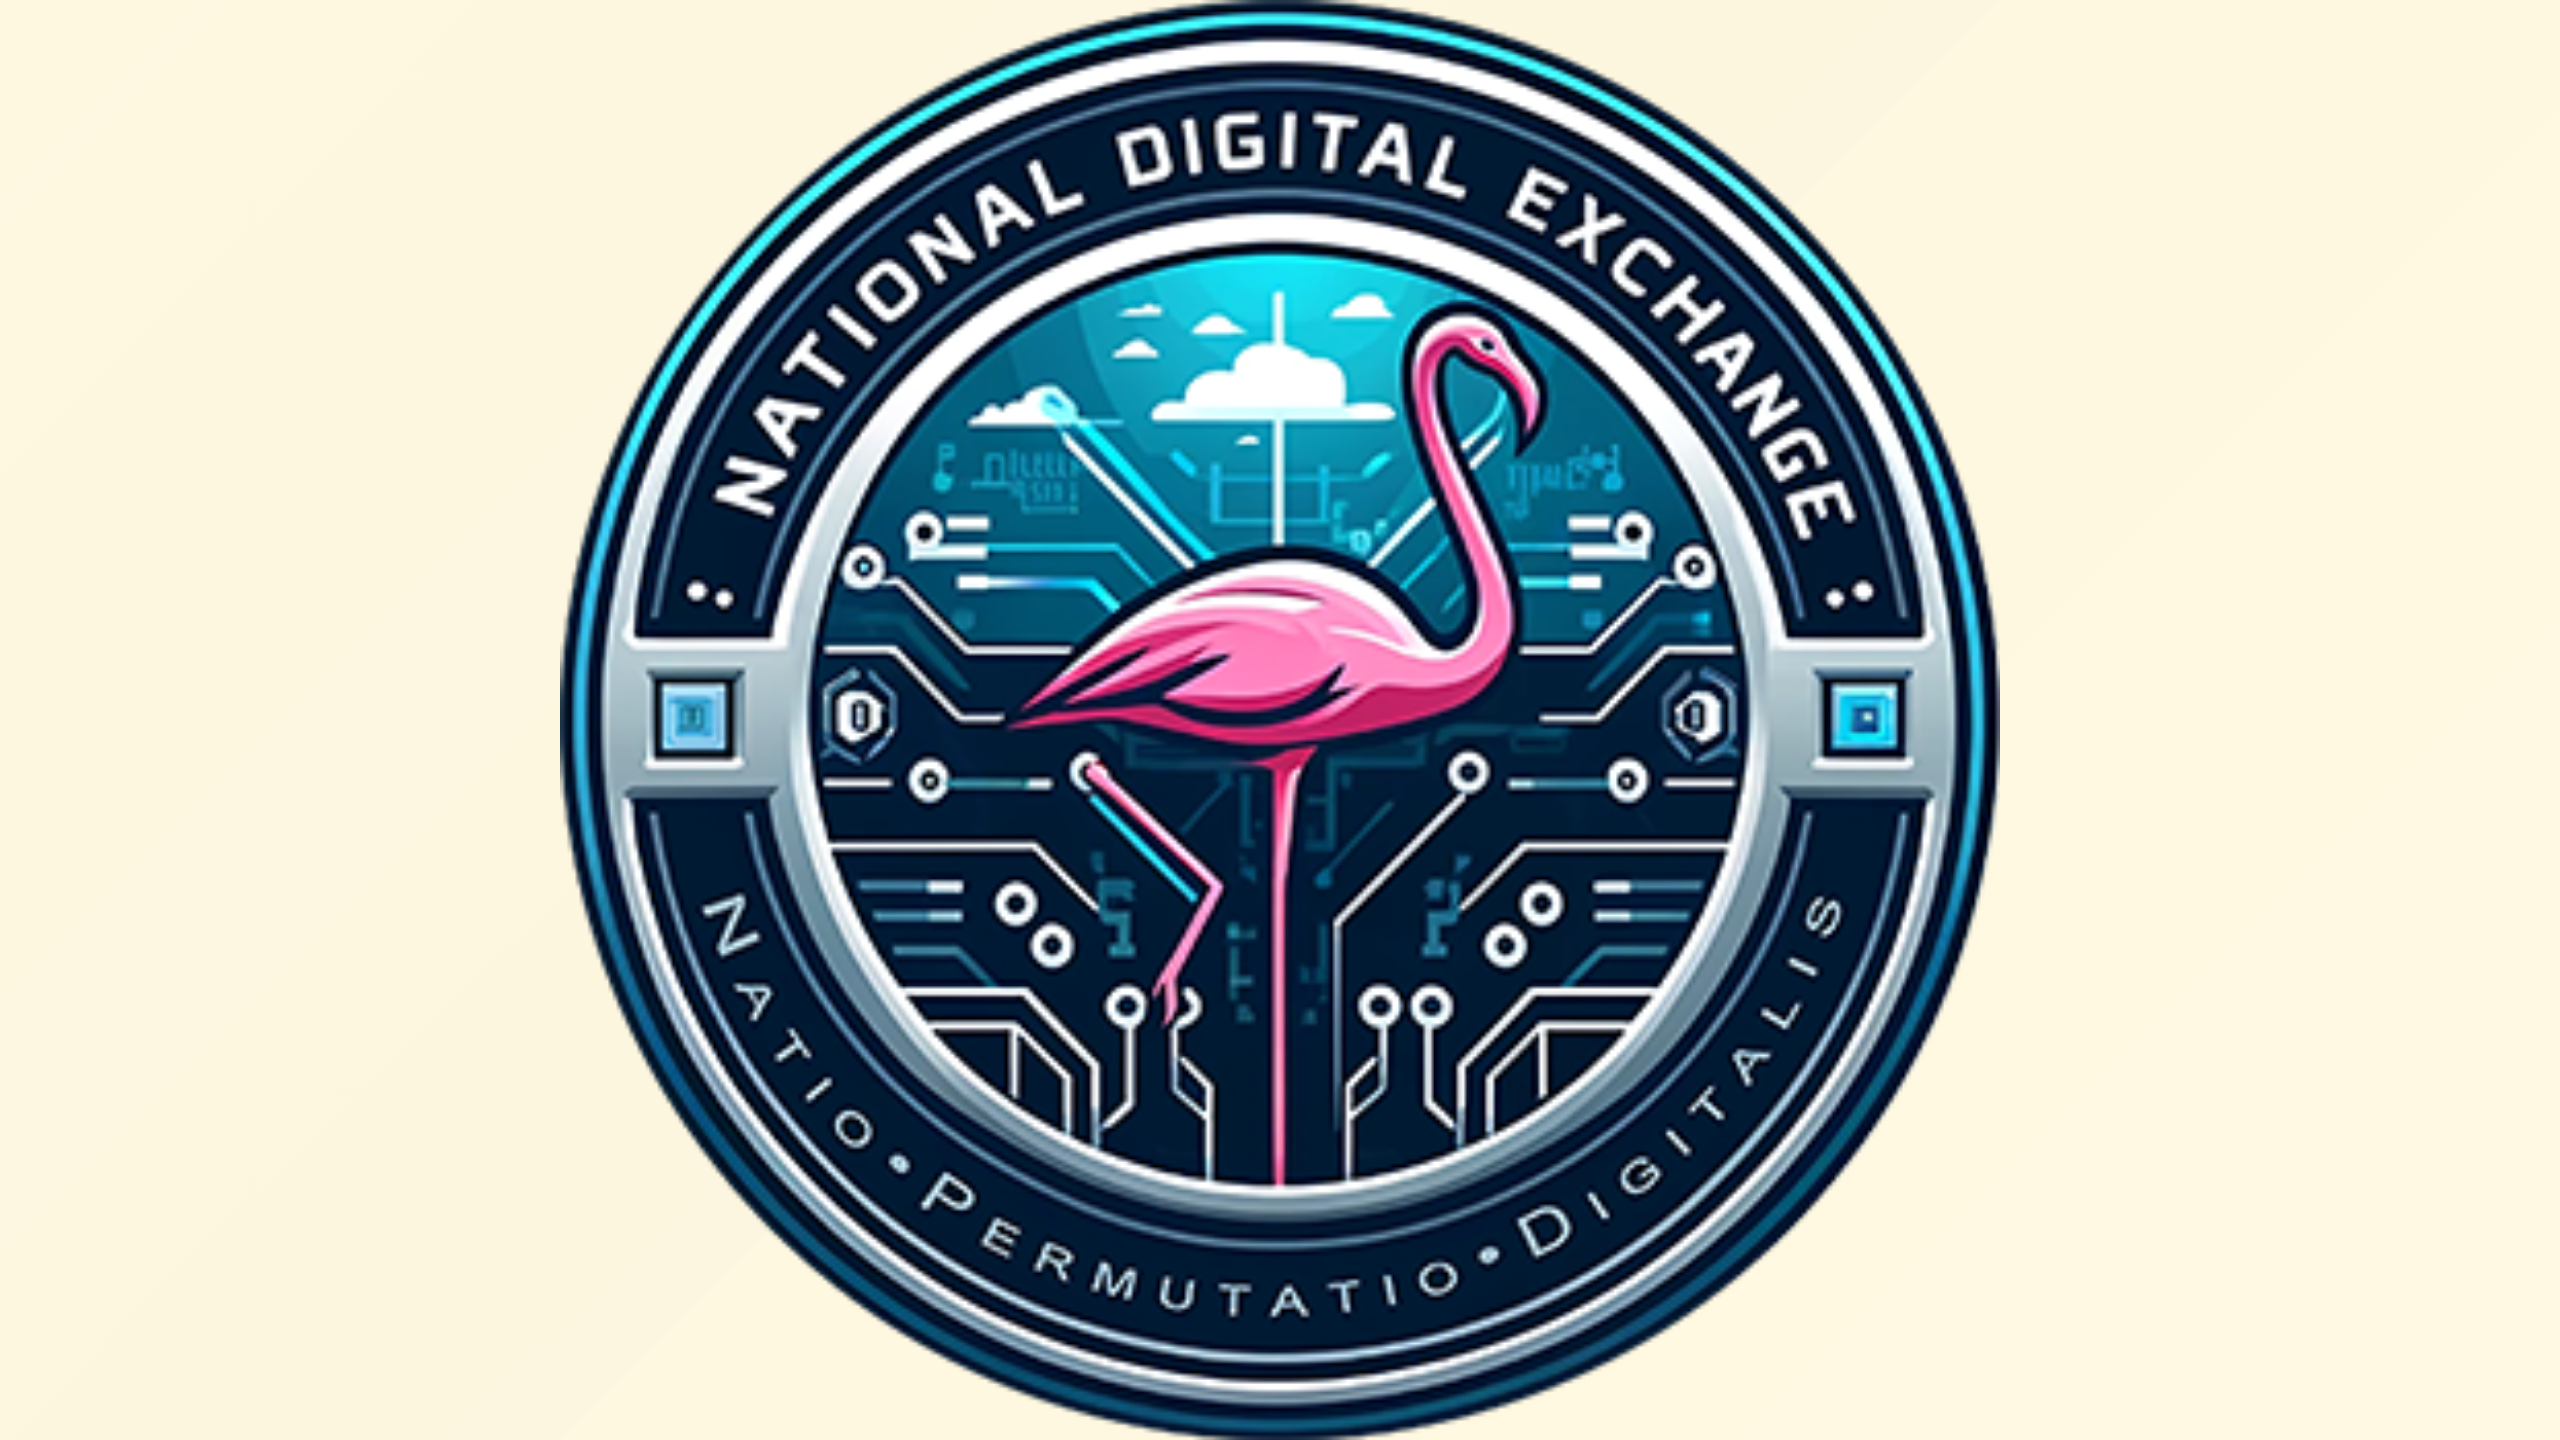 : NATIONAL DIGITAL EXCHANGE :
NATIO • PERMUTATIO • DIGITALIS